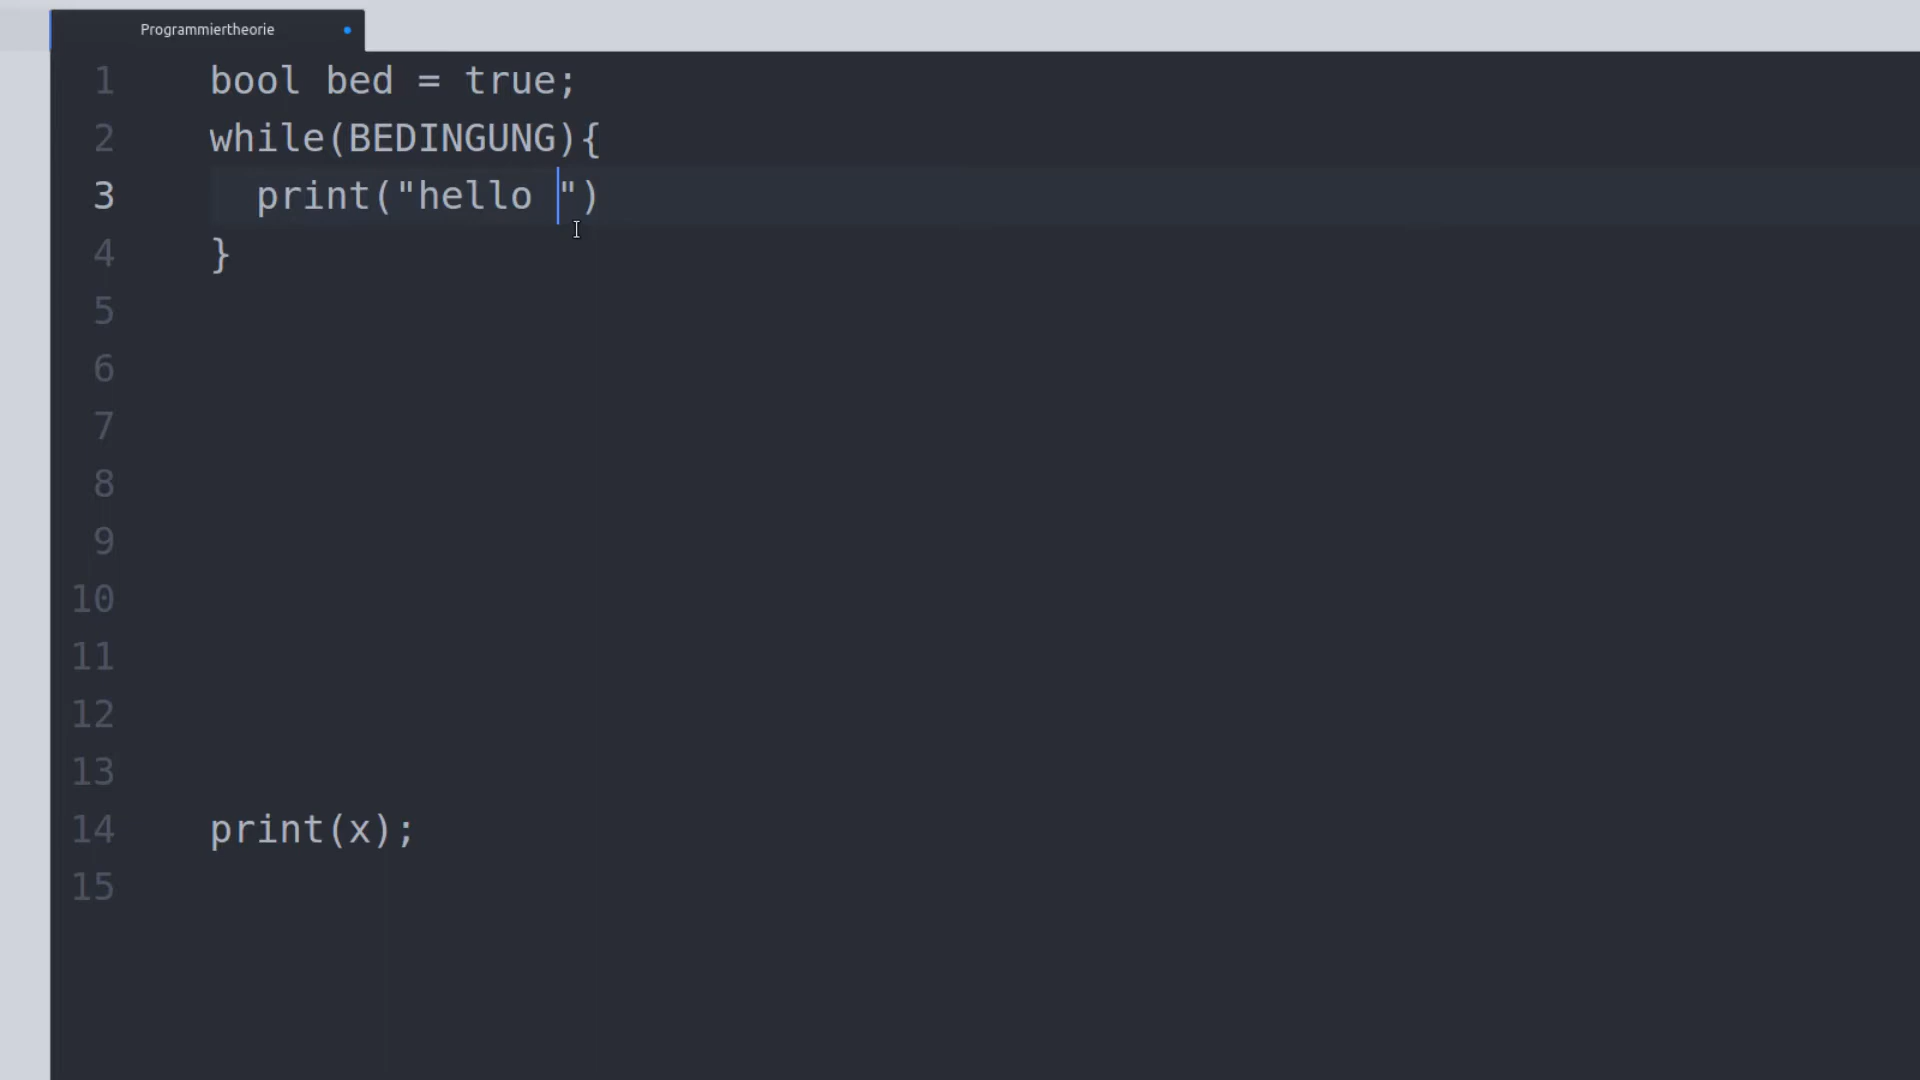 Programmiertheorie
1 bool bed = true;
2 while(BEDINGUNG){
3 print("hello ")
4 }
5
6
7
8
9
10
11
12
13
14 print(x);
15